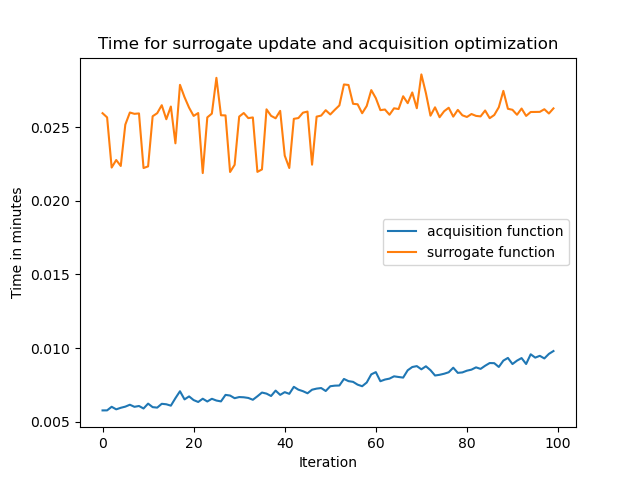 Time for surrogate update and acquisition optimization
0.025
0.020
0.015
0.010
0.005
Time in minutes
acquisition function
surrogate function
0
20
40
60
80
100
Iteration